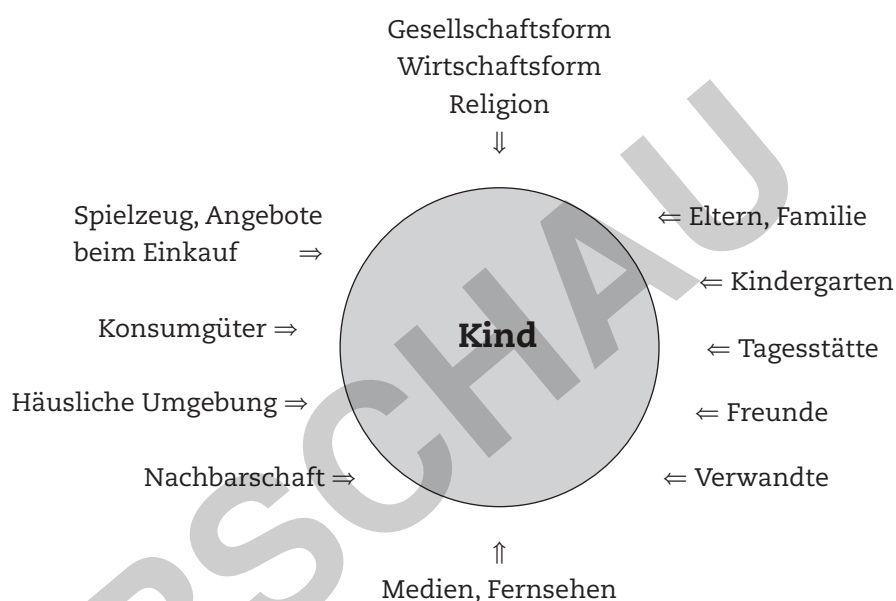 Gesellschaftsform
Wirtschaftsform
Religion
⇓
Spielzeug, Angebote
beim Einkauf ⇒
⇐ Eltern, Familie
⇐ Kindergarten
Konsumgüter ⇒
Kind
⇐ Tagesstätte
Häusliche Umgebung ⇒
⇐ Freunde
Nachbarschaft ⇒
⇐ Verwandte
⇑
Medien, Fernsehen
RSCHAU